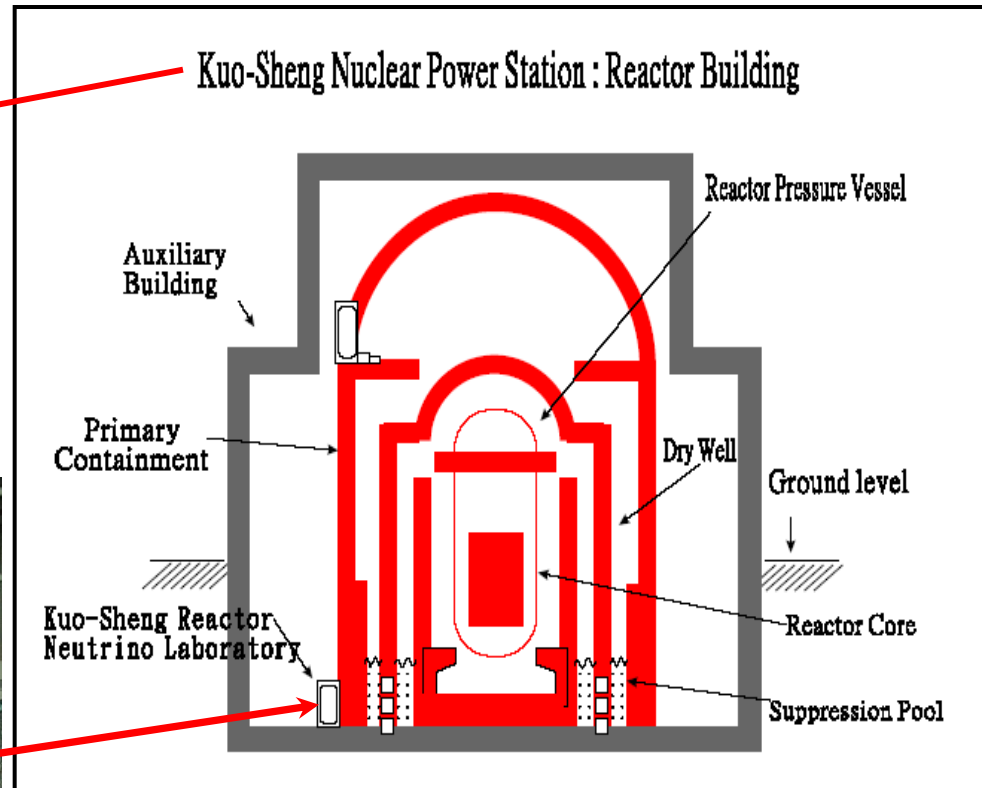 Kuo-Sheng Nuclear Power Station : Reactor Building
Reactor Pressure Vessel
Auxiliary
Building
Primary
Containment
Dry Well
Ground level
Kuo-Sheng Reactor
Neutrino Laboratory
Reactor Core
Suppression Pool